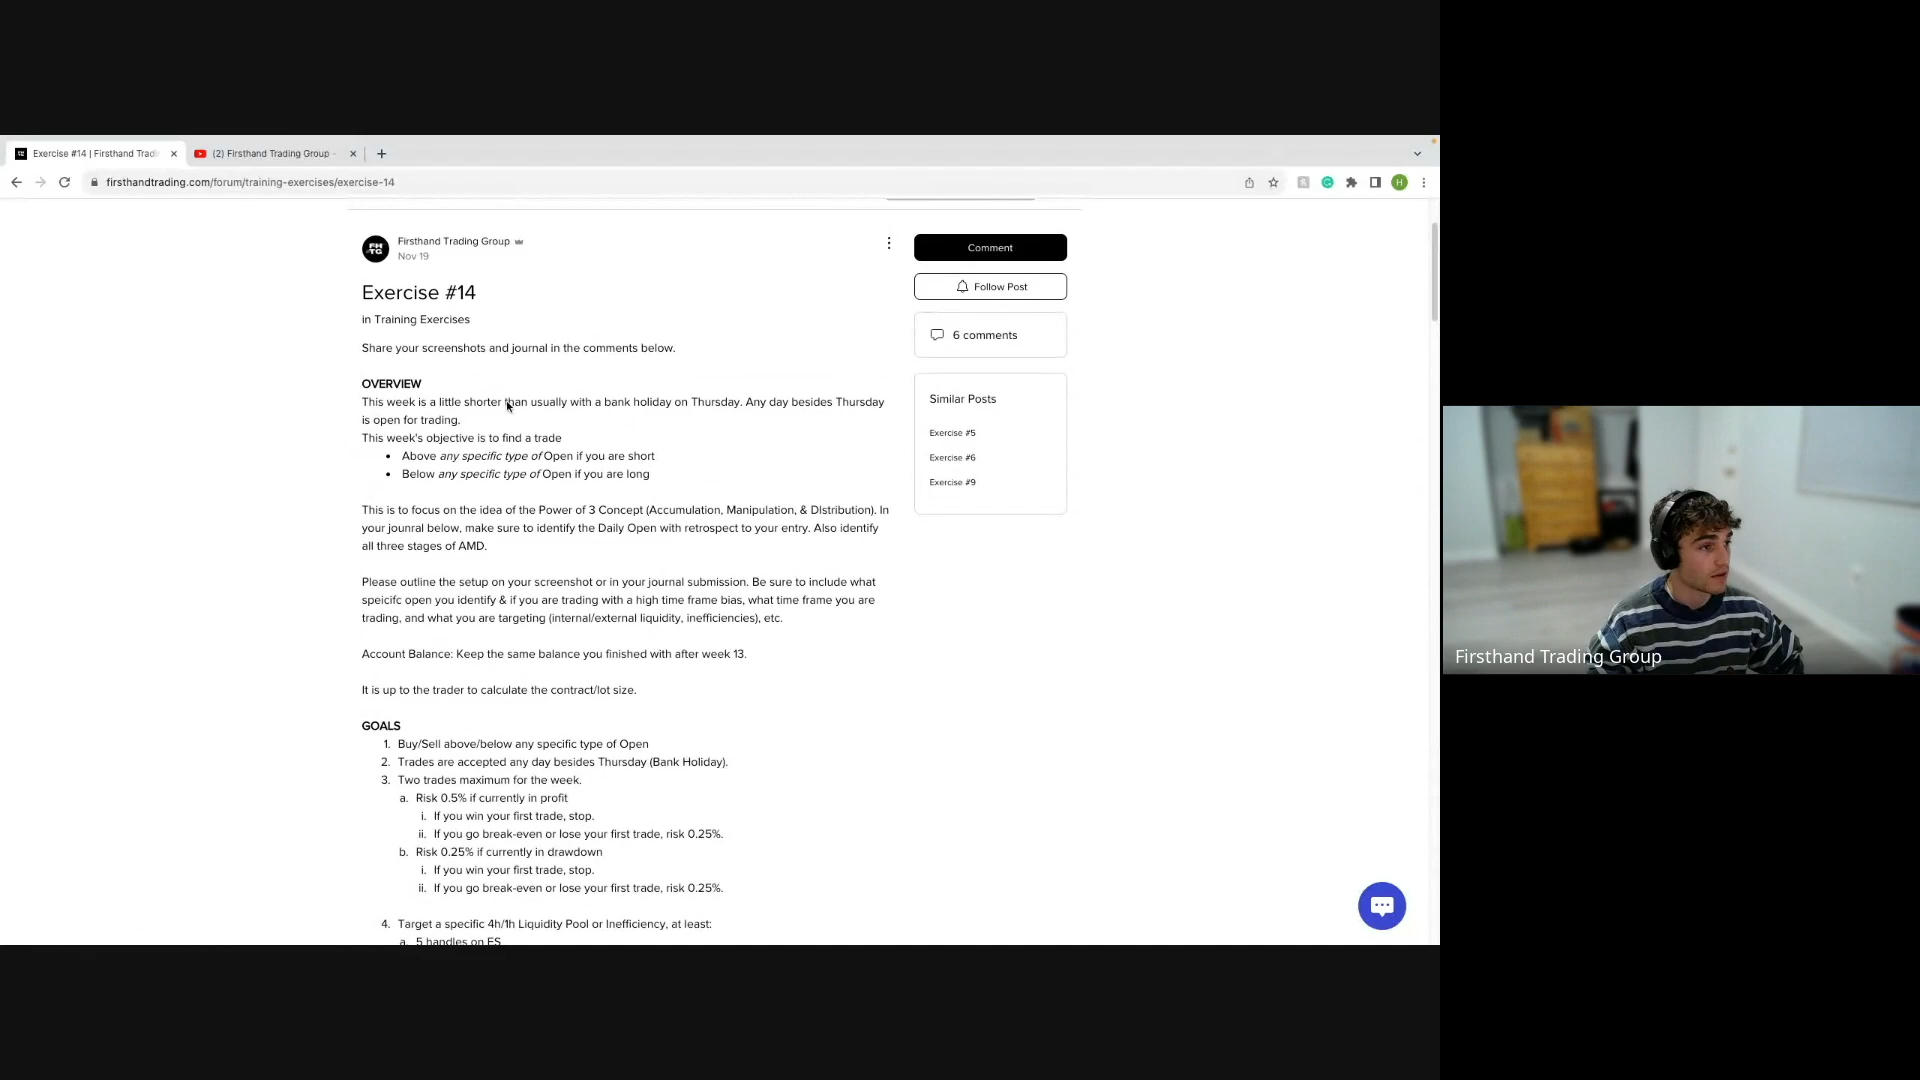 Exercise #14 | Firsthand Tradi
(2) Firsthand Trading Group -
firsthandtrading.com/forum/training-exercises/exercise-14
H
FH
TG
Firsthand Trading Group
Nov 19
Comment
Exercise #14
Follow Post
in Training Exercises
6 comments
Share your screenshots and journal in the comments below.
OVERVIEW
This week is a little shorter than usually with a bank holiday on Thursday. Any day besides Thursday
is open for trading.
This week's objective is to find a trade
• Above any specific type of Open if you are short
• Below any specific type of Open if you are long
Similar Posts
Exercise #5
Exercise #6
Exercise #9
This is to focus on the idea of the Power of 3 Concept (Accumulation, Manipulation, & DIstribution). In
your jounral below, make sure to identify the Daily Open with retrospect to your entry. Also identify
all three stages of AMD.
Please outline the setup on your screenshot or in your journal submission. Be sure to include what
speicifc open you identify & if you are trading with a high time frame bias, what time frame you are
trading, and what you are targeting (internal/external liquidity, inefficiencies), etc.
Account Balance: Keep the same balance you finished with after week 13.
It is up to the trader to calculate the contract/lot size.
GOALS
1. Buy/Sell above/below any specific type of Open
2. Trades are accepted any day besides Thursday (Bank Holiday).
3. Two trades maximum for the week.
a. Risk 0.5% if currently in profit
i. If you win your first trade, stop.
ii. If you go break-even or lose your first trade, risk 0.25%.
b. Risk 0.25% if currently in drawdown
i. If you win your first trade, stop.
ii. If you go break-even or lose your first trade, risk 0.25%.
4. Target a specific 4h/1h Liquidity Pool or Inefficiency, at least:
a. 5 handles on ES
Firsthand Trading Group